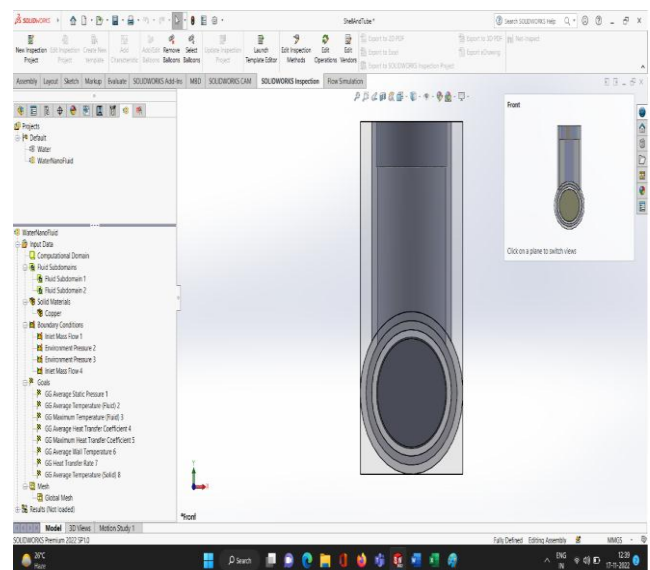 SOLIDWORKS
ShellAndTube *
Search SOLIDWORKS Help
New Inspection Project
Edit Inspection Project
Create New template
Add Characteristic
Add/Edit Balloons
Remove Balloons
Select Balloons
Update Inspection Project
Launch Template Editor
Edit Inspection Methods
Edit Operations
Edit Vendors
Export to 2D PDF
Export to Excel
Export to SOLIDWORKS Inspection Project
Export to 3D PDF
Export eDrawing
Net-Inspect
Assembly Layout Sketch Markup Evaluate SOLIDWORKS Add-Ins MBD SOLIDWORKS CAM SOLIDWORKS Inspection Flow Simulation
Projects
Default
Water
WaterNanoFluid
WaterNanoFluid
Input Data
Computational Domain
Fluid Subdomains
Fluid Subdomain 1
Fluid Subdomain 2
Solid Materials
Copper
Boundary Conditions
Inlet Mass Flow 1
Environment Pressure 2
Environment Pressure 3
Inlet Mass Flow 4
Goals
GG Average Static Pressure 1
GG Average Temperature (Fluid) 2
GG Maximum Temperature (Fluid) 3
GG Average Heat Transfer Coefficient 4
GG Maximum Heat Transfer Coefficient 5
GG Average Wall Temperature 6
GG Heat Transfer Rate 7
GG Average Temperature (Solid) 8
Mesh
Global Mesh
Results (Not loaded)
Front
Click on a plane to switch views
*Front
Model 3D Views Motion Study 1
SOLIDWORKS Premium 2022 SP1.0
Fully Defined Editing Assembly MMGS
26°C
Haze
Search
ENG
IN
12:39
17-11-2022